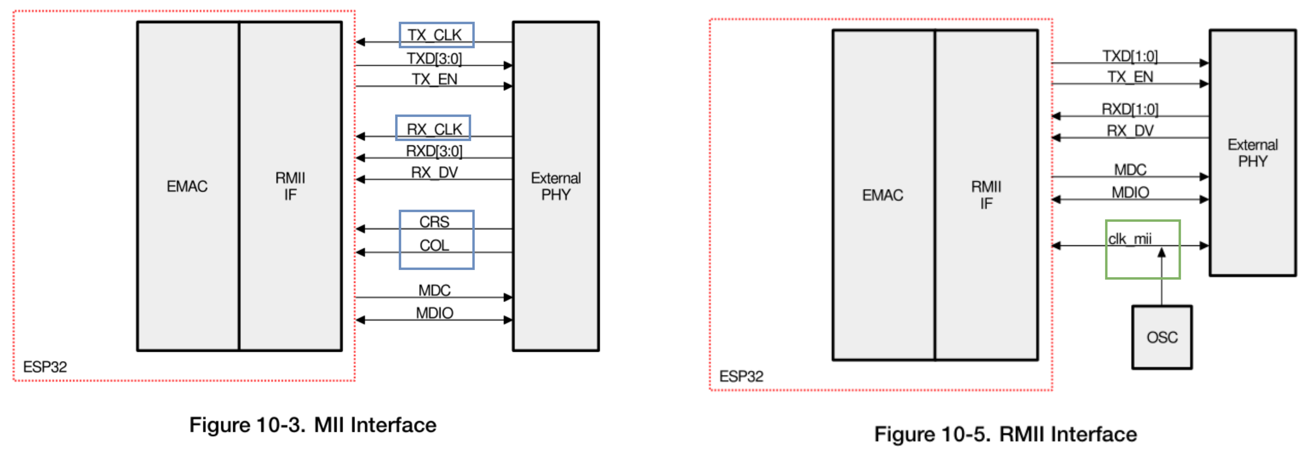 TX_CLK
TXD[3:0]
TX_EN
RX_CLK
RXD[3:0]
RX_DV
CRS
COL
MDC
MDIO
EMAC
RMII
IF
External
PHY
ESP32
Figure 10-3. MII Interface
TXD[1:0]
TX_EN
RXD[1:0]
RX_DV
MDC
MDIO
clk_mii
EMAC
RMII
IF
External
PHY
OSC
ESP32
Figure 10-5. RMII Interface